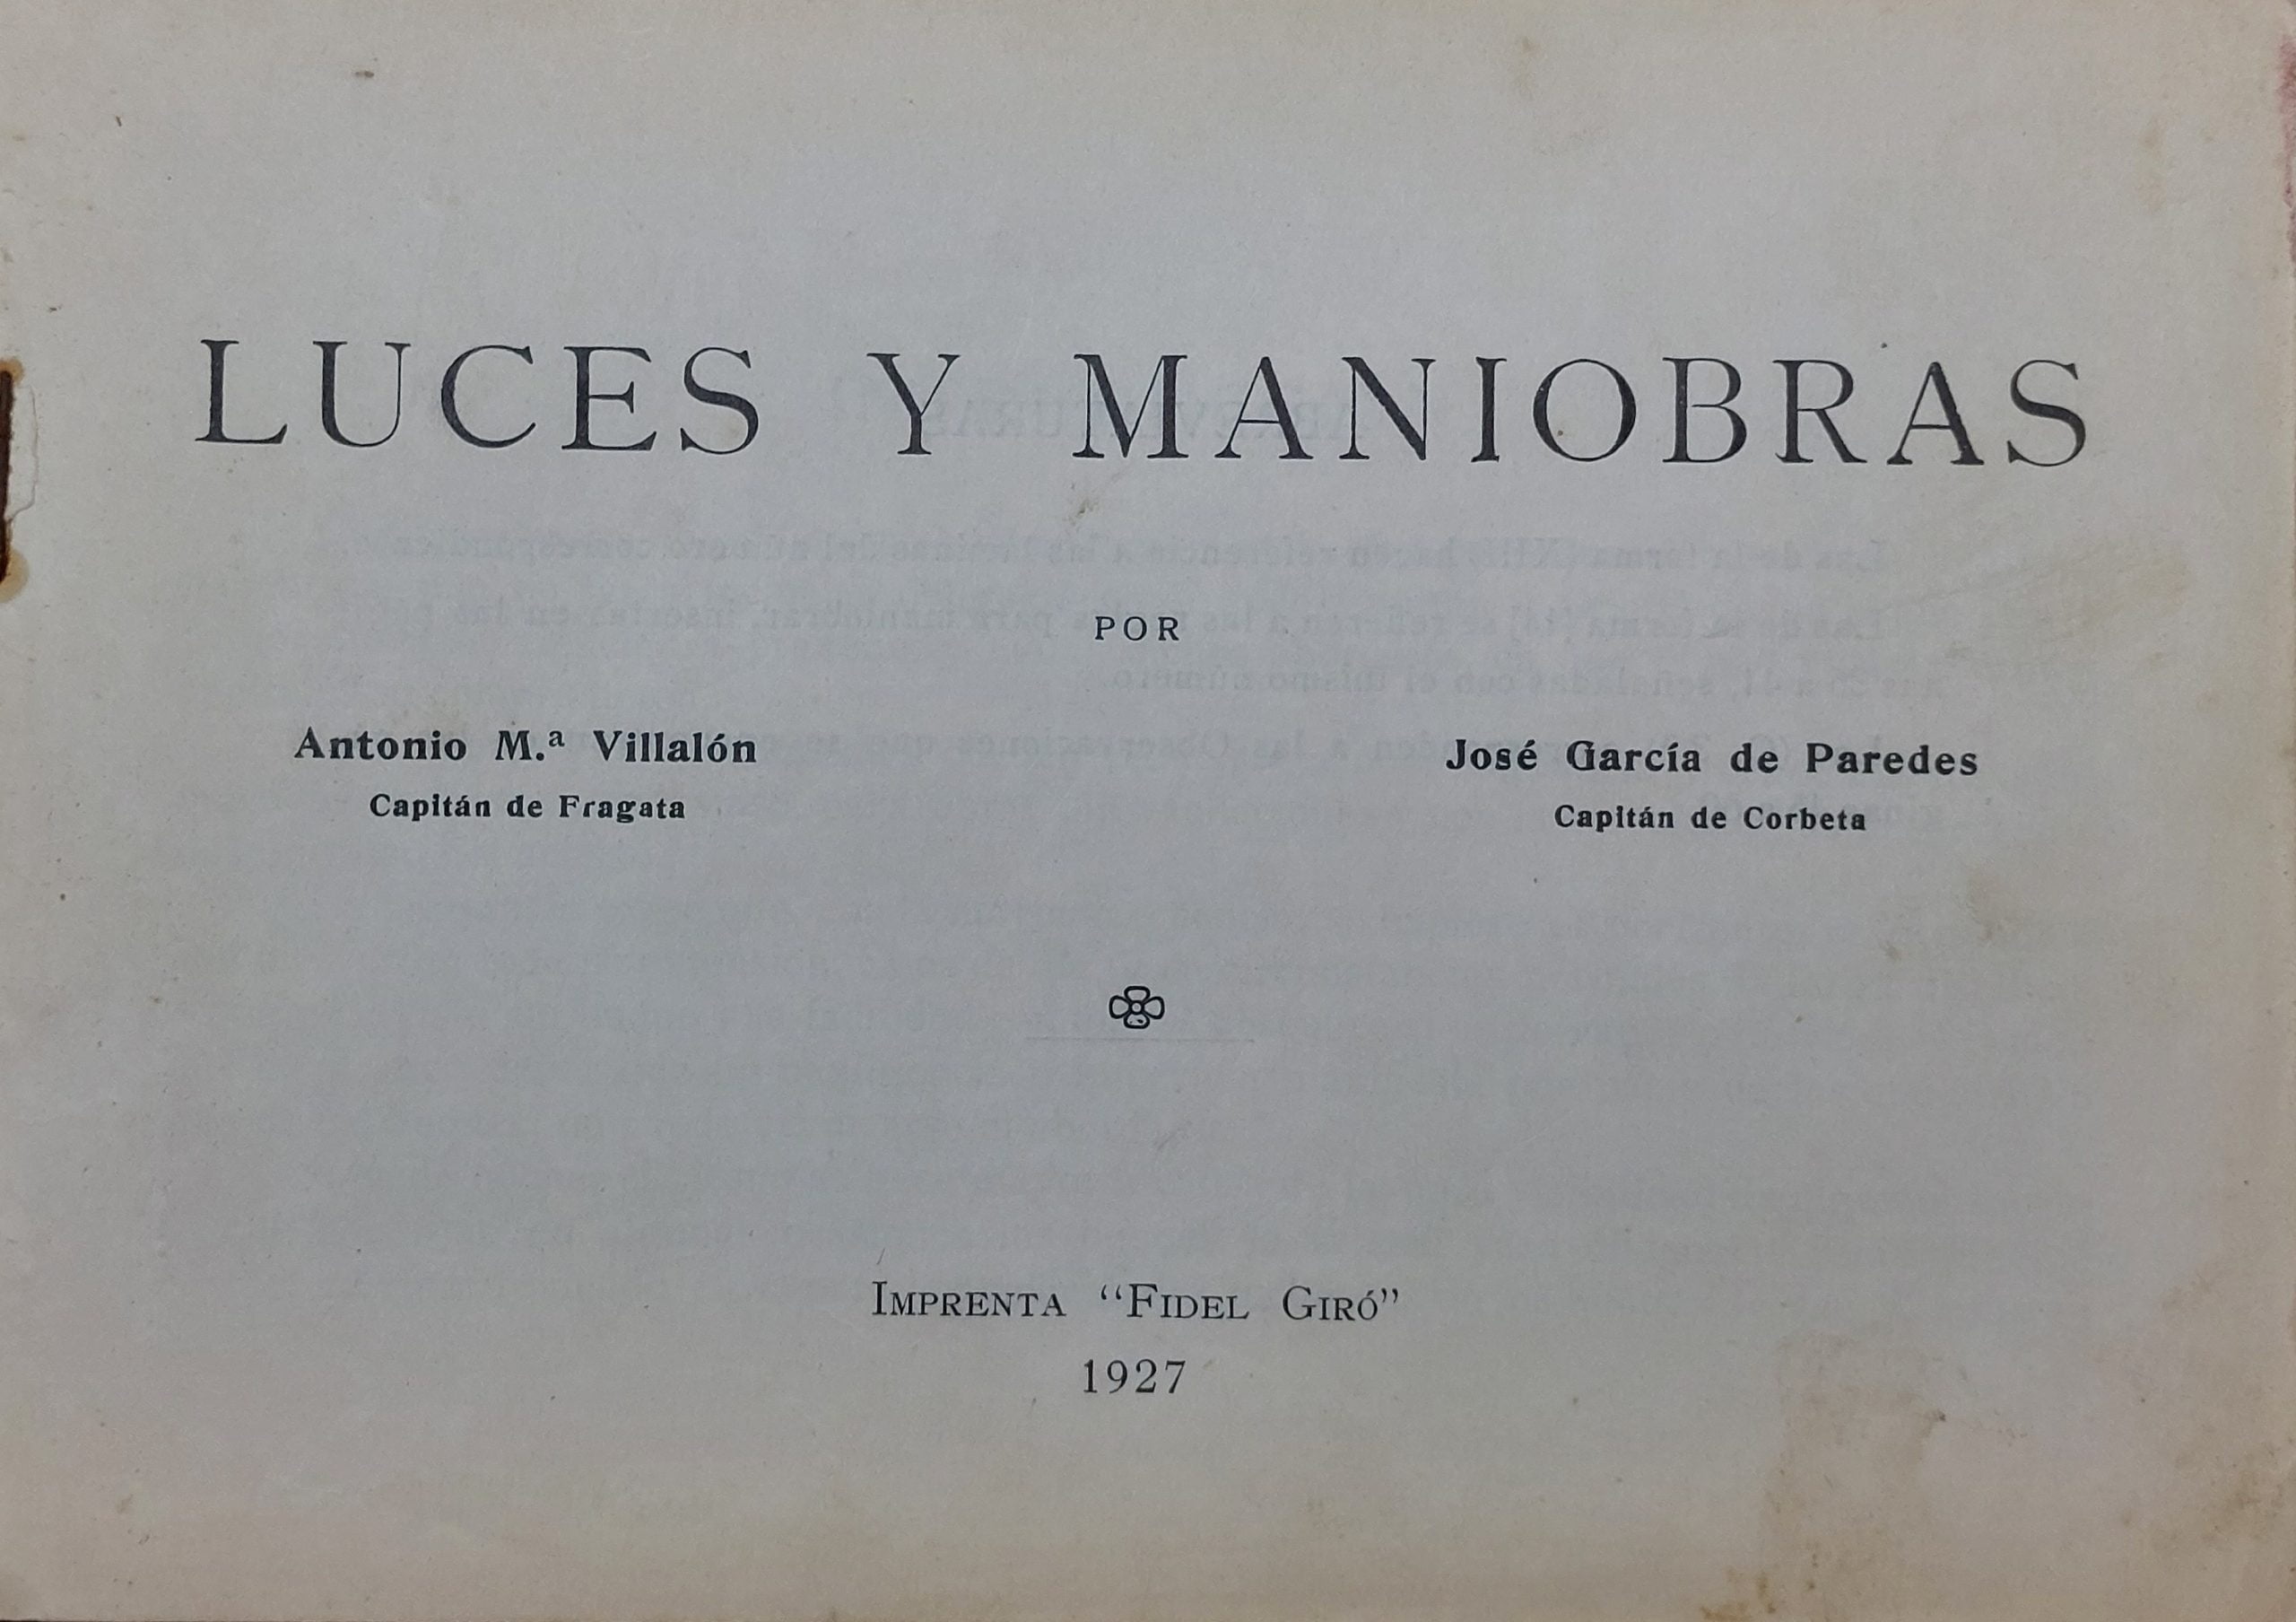 LUCES Y MANIOBRAS
POR
Antonio M.ª Villalón
Capitán de Fragata
José García de Paredes
Capitán de Corbeta
IMPRENTA “FIDEL GIRÓ”
1927